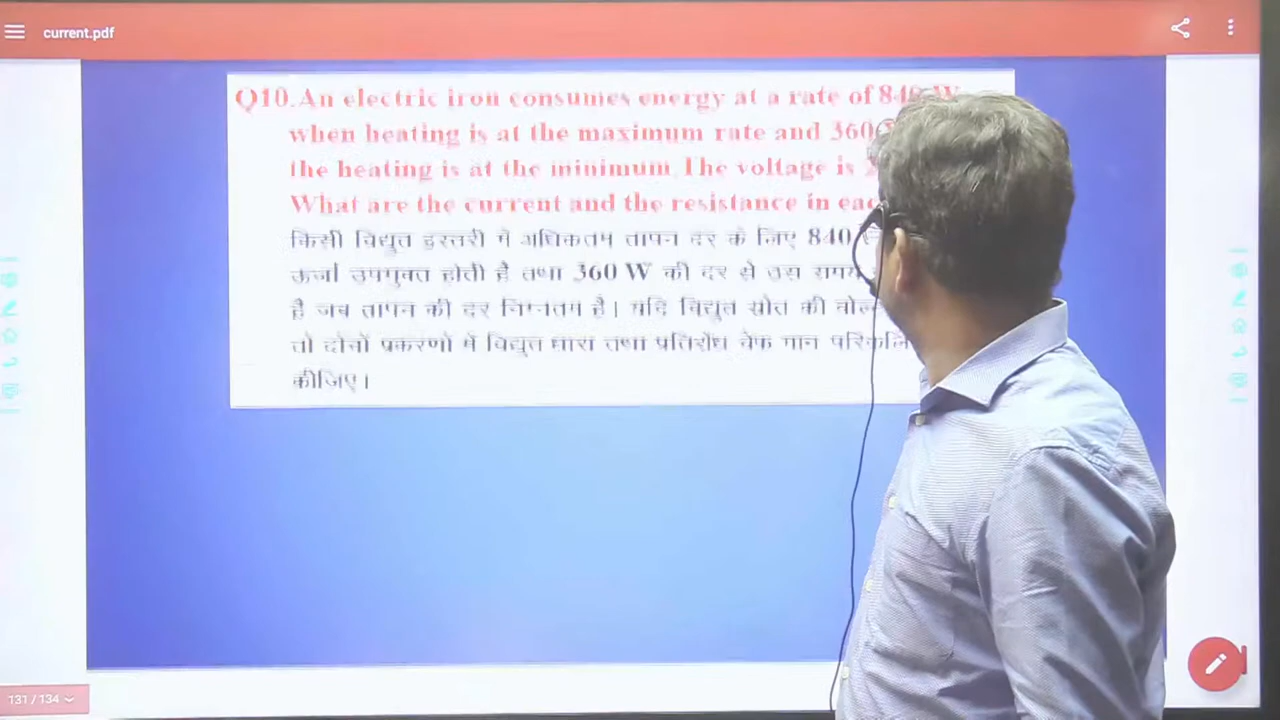 current.pdf
Q10.An electric iron consumes energy at a rate of 840 W
when heating is at the maximum rate and 360
the heating is at the minimum.The voltage is
What are the current and the resistance in
किसी विद्युत इस्तरी में अधिकतम तापन दर के लिए 840
ऊर्जा उपयुक्त होती है तथा 360 W की दर से उस समय
है जब तापन की दर निम्नतम है। यदि विद्युत स्रोत की
तो दोनों प्रकरणों में विद्युत धारा तथा प्रतिरोध केफ मान
कीजिए।
131 / 134